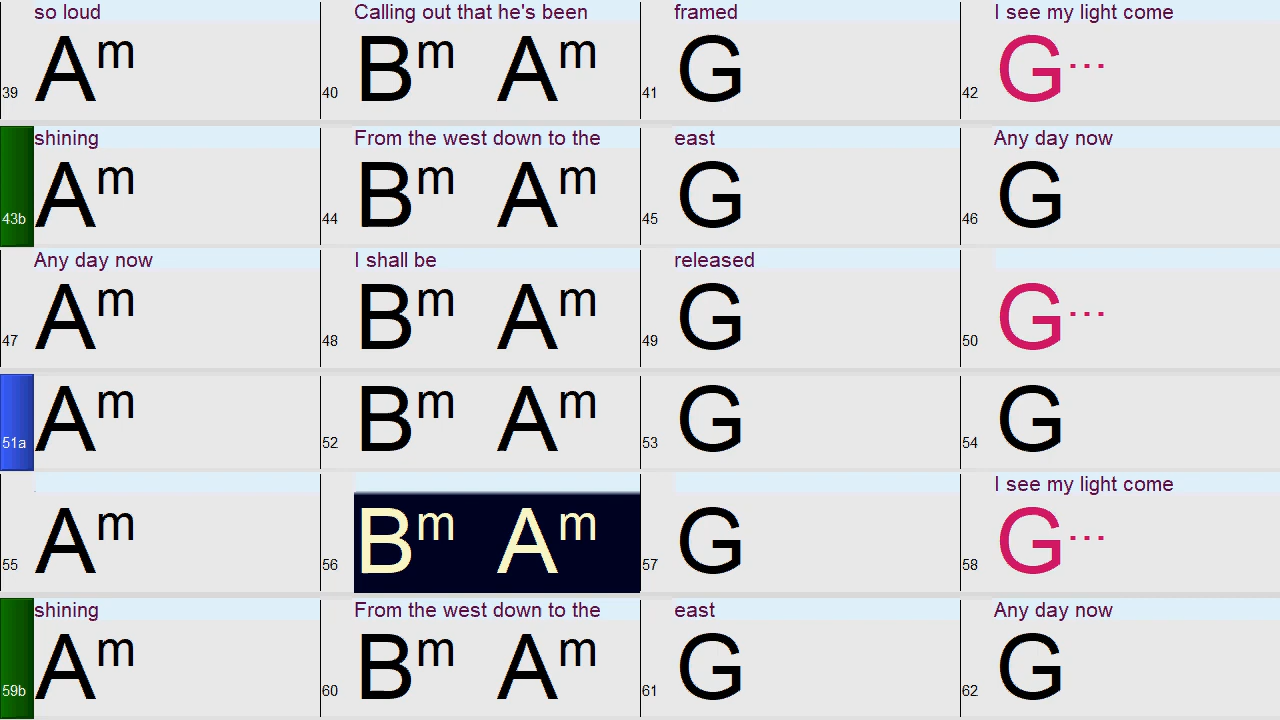 so loud Calling out that he's been framed I see my light come
39 Am 40 Bm Am 41 G 42 G...
shining From the west down to the east Any day now
43b Am 44 Bm Am 45 G 46 G
Any day now I shall be released
47 Am 48 Bm Am 49 G 50 G...
51a Am 52 Bm Am 53 G 54 G
I see my light come
55 Am 56 Bm Am 57 G 58 G...
shining From the west down to the east Any day now
59b Am 60 Bm Am 61 G 62 G